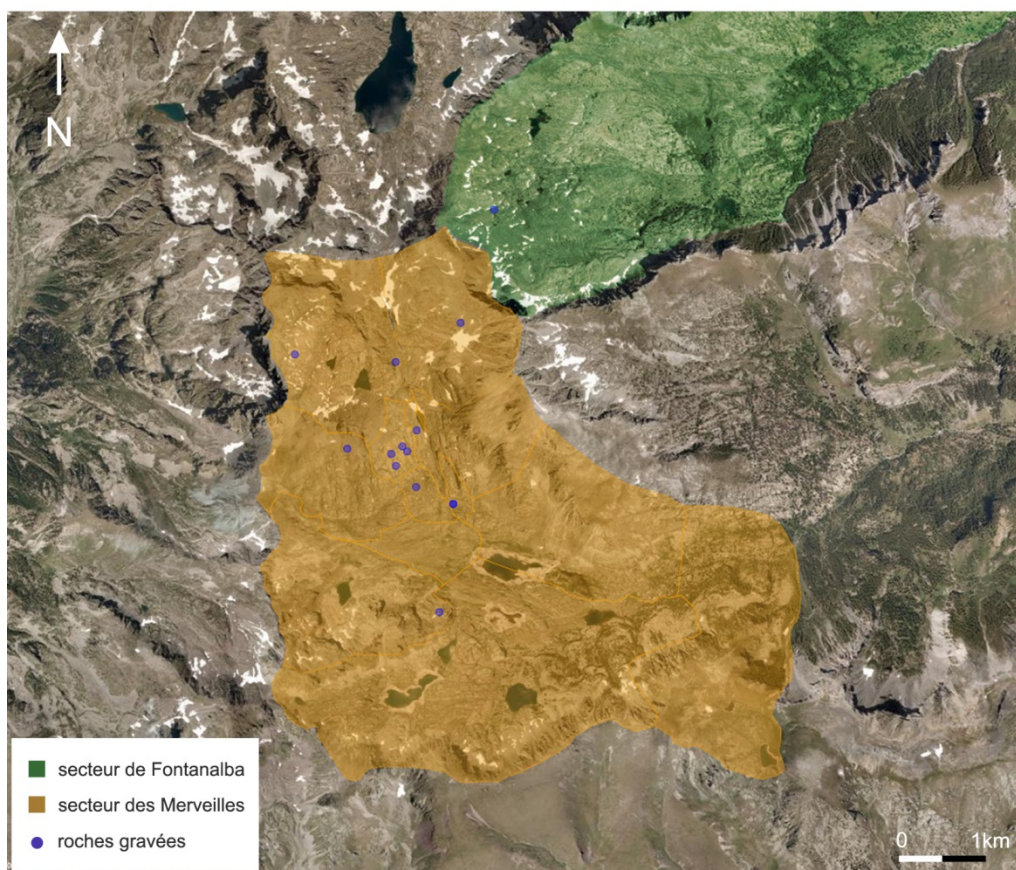 N
secteur de Fontanalba
secteur des Merveilles
roches gravées
0 1km